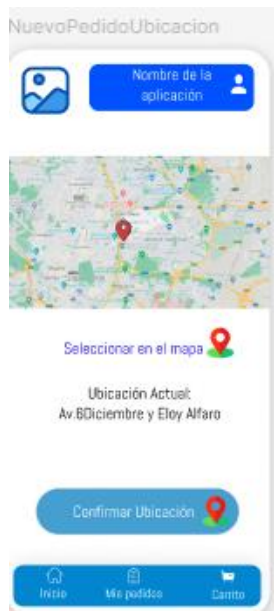 NuevoPedidoUbicacion
Nombre de la
aplicación
Seleccionar en el mapa
Ubicación Actual:
Av.6Diciembre y Eloy Alfaro
Confirmar Ubicación
Inicio Mis pedidos Carrito